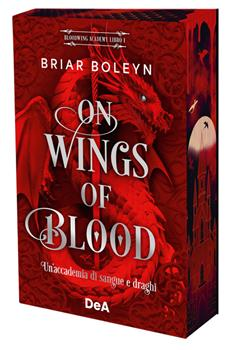 BLOODWING ACADEMY LIBRO 1
BRIAR BOLEYN
ON
WINGS
OF
BLOOD
Un'accademia di sangue e draghi
DeA